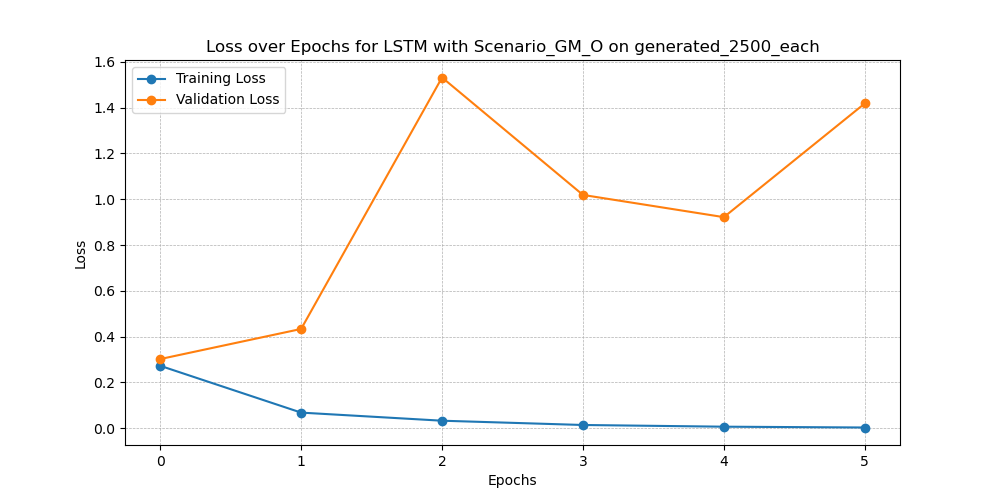 Loss over Epochs for LSTM with Scenario_GM_O on generated_2500_each
Training Loss
Validation Loss
1.6
1.4
1.2
1.0
0.8
0.6
0.4
0.2
0.0
Loss
0 1 2 3 4 5
Epochs